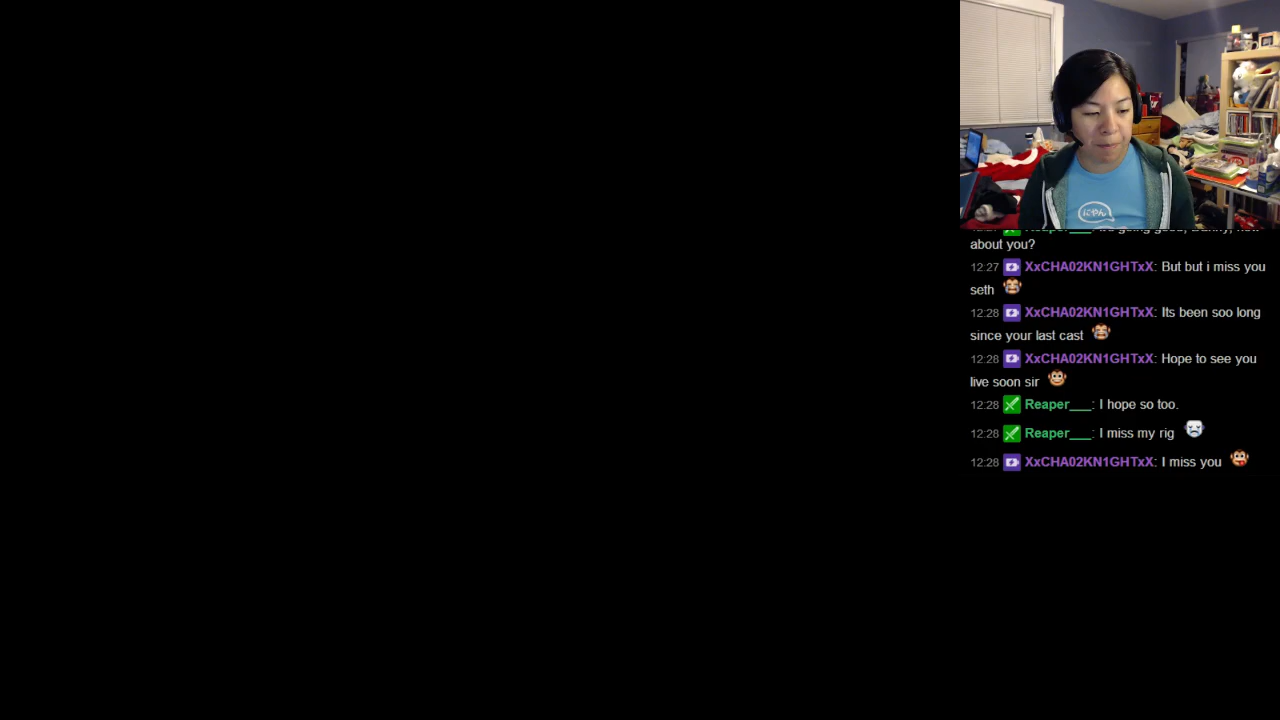 about you?
12:27 XxCHA02KN1GHTxX: But but i miss you
seth
12:28 XxCHA02KN1GHTxX: Its been soo long
since your last cast
12:28 XxCHA02KN1GHTxX: Hope to see you
live soon sir
12:28 Reaper___: I hope so too.
12:28 Reaper___: I miss my rig
12:28 XxCHA02KN1GHTxX: I miss you